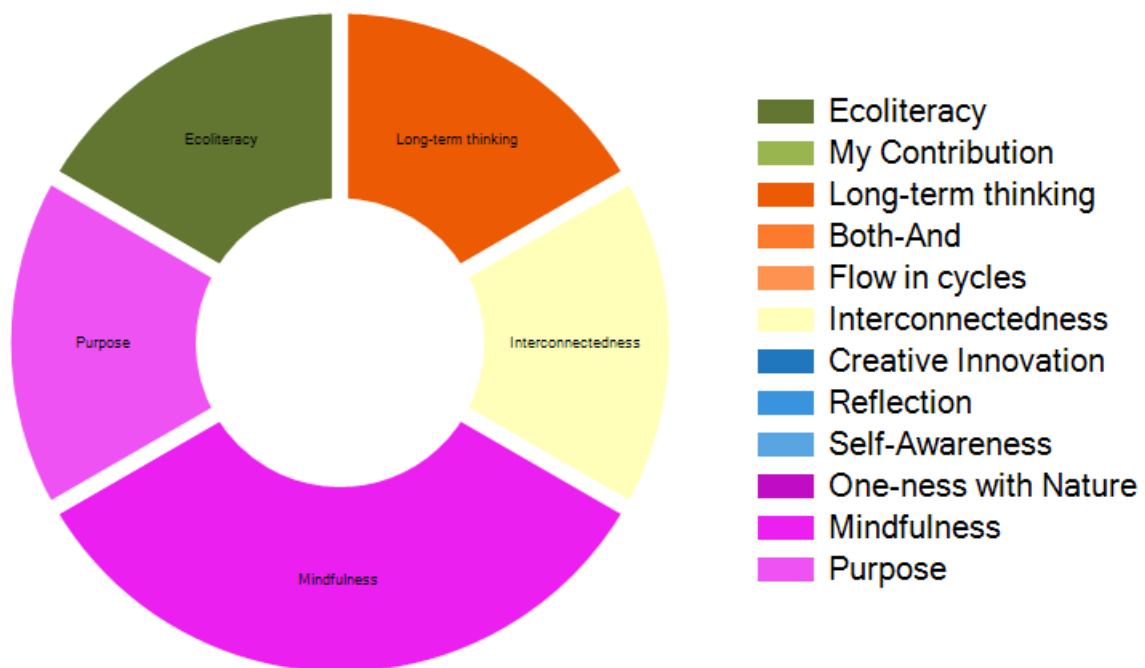 Ecoliteracy
Long-term thinking
Purpose
Interconnectedness
Mindfulness
Ecoliteracy
My Contribution
Long-term thinking
Both-And
Flow in cycles
Interconnectedness
Creative Innovation
Reflection
Self-Awareness
One-ness with Nature
Mindfulness
Purpose